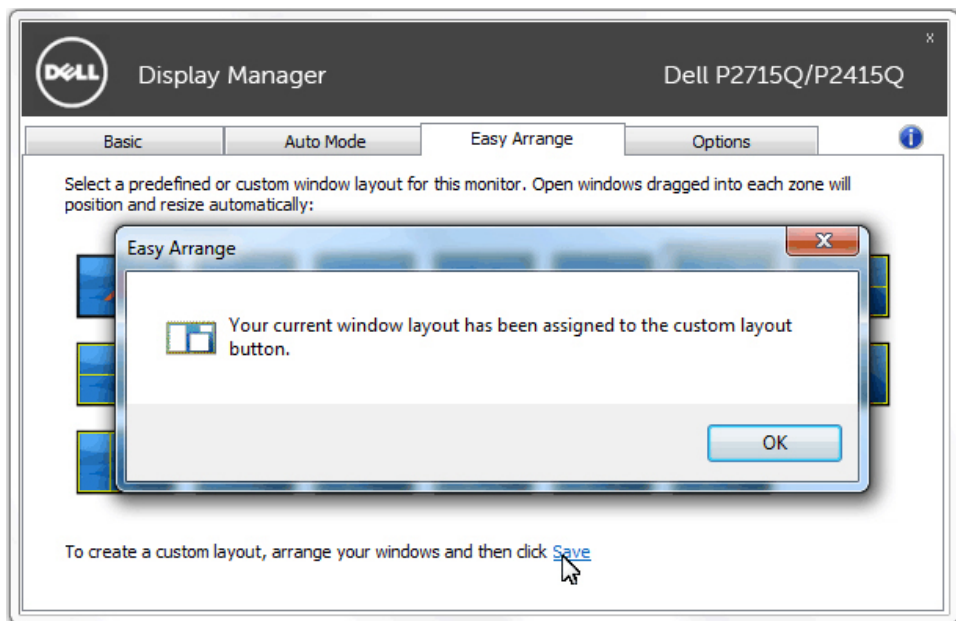 DELL
Display Manager
Dell P2715Q/P2415Q
x
Basic
Auto Mode
Easy Arrange
Options
i
Select a predefined or custom window layout for this monitor. Open windows dragged into each zone will
position and resize automatically:
Easy Arrange
x
Your current window layout has been assigned to the custom layout
button.
OK
To create a custom layout, arrange your windows and then click Save